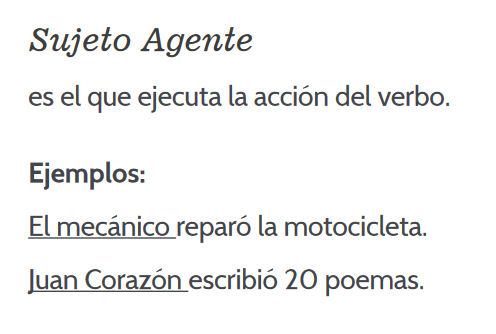 Sujeto Agente
es el que ejecuta la acción del verbo.
Ejemplos:
El mecánico reparó la motocicleta.
Juan Corazón escribió 20 poemas.